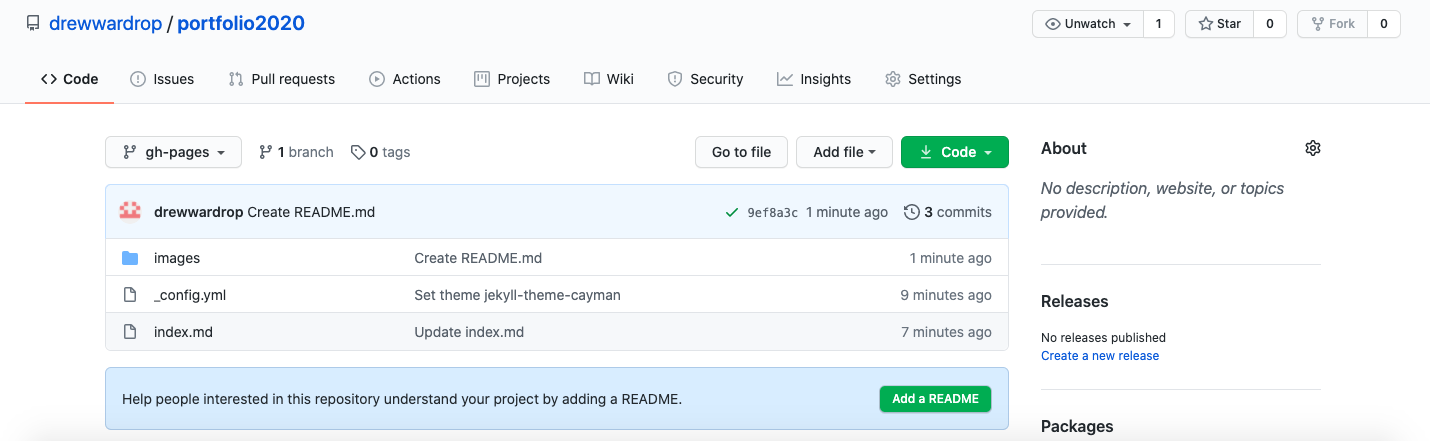 drewwardrop / portfolio2020
Unwatch 1 Star 0 Fork 0
Code Issues Pull requests Actions Projects Wiki Security Insights Settings
gh-pages 1 branch 0 tags Go to file Add file Code
drewwardrop Create README.md 9ef8a3c 1 minute ago 3 commits
images Create README.md 1 minute ago
_config.yml Set theme jekyll-theme-cayman 9 minutes ago
index.md Update index.md 7 minutes ago
Help people interested in this repository understand your project by adding a README. Add a README
About
No description, website, or topics
provided.
Releases
No releases published
Create a new release
Packages